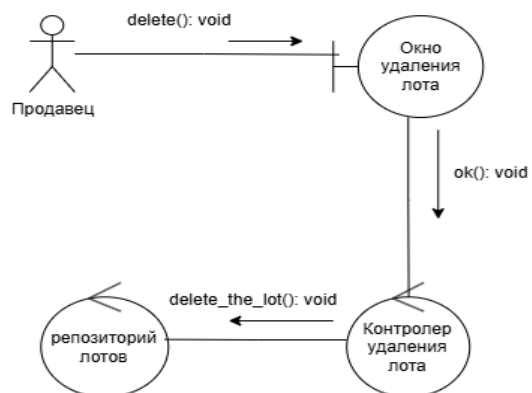 delete(): void
Продавец
Окно
удаления
лота
ok(): void
delete_the_lot(): void
репозиторий
лотов
Контролер
удаления
лота